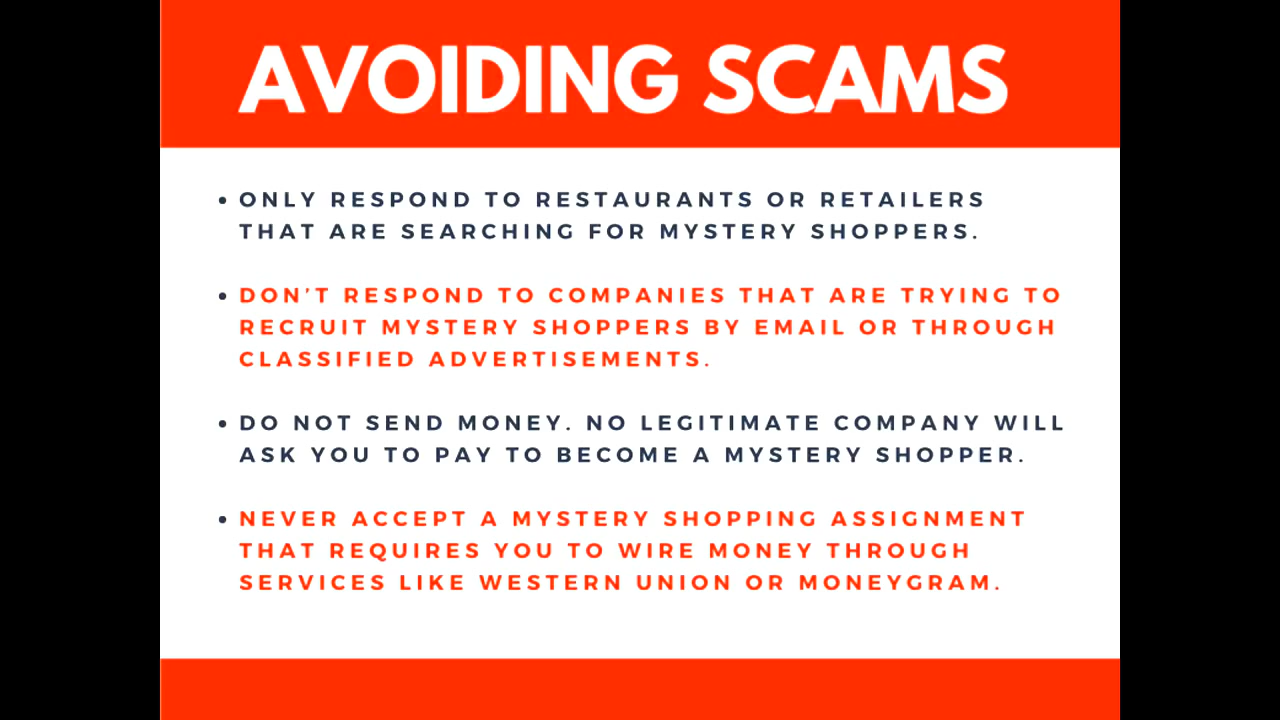 AVOIDING SCAMS
• ONLY RESPOND TO RESTAURANTS OR RETAILERS
THAT ARE SEARCHING FOR MYSTERY SHOPPERS.
• DON’T RESPOND TO COMPANIES THAT ARE TRYING TO
RECRUIT MYSTERY SHOPPERS BY EMAIL OR THROUGH
CLASSIFIED ADVERTISEMENTS.
• DO NOT SEND MONEY. NO LEGITIMATE COMPANY WILL
ASK YOU TO PAY TO BECOME A MYSTERY SHOPPER.
• NEVER ACCEPT A MYSTERY SHOPPING ASSIGNMENT
THAT REQUIRES YOU TO WIRE MONEY THROUGH
SERVICES LIKE WESTERN UNION OR MONEYGRAM.